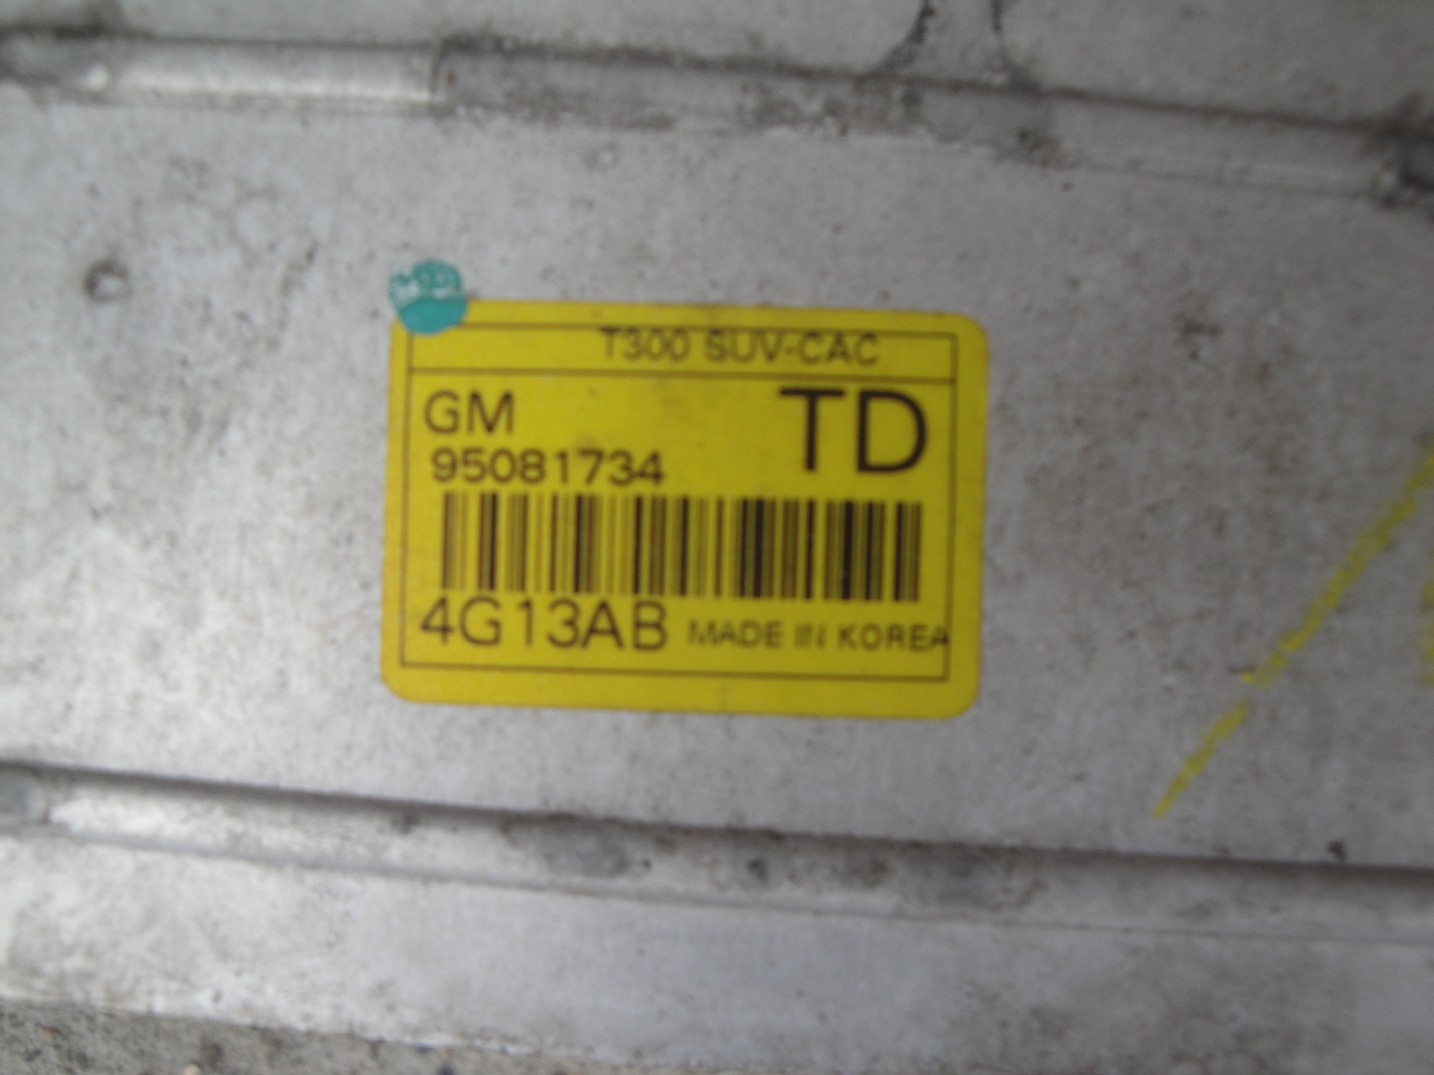 T300 SUV-CAC
GM
TD
95081734
4G13AB MADE IN KOREA